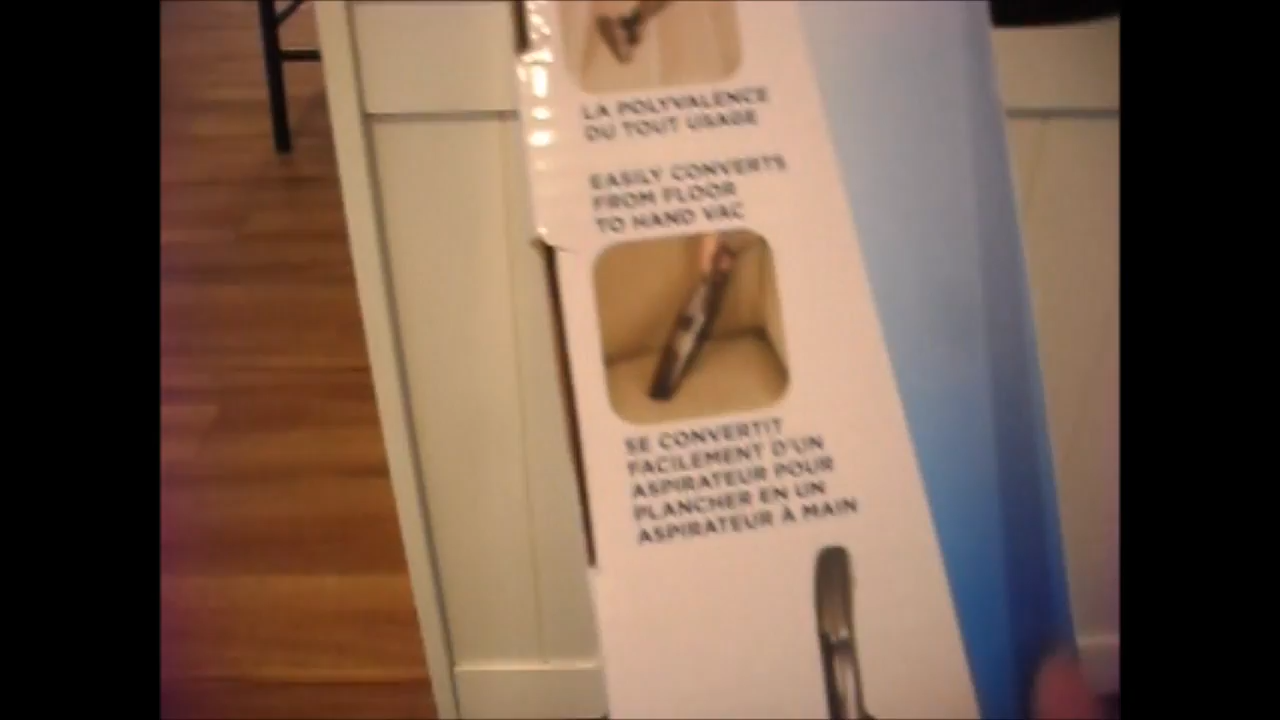 LA POLYVALENCE
DU TOUT USAGE
EASILY CONVERTS
FROM FLOOR
TO HAND VAC
SE CONVERTIT
FACILEMENT D'UN
ASPIRATEUR POUR
PLANCHER EN UN
ASPIRATEUR À MAIN